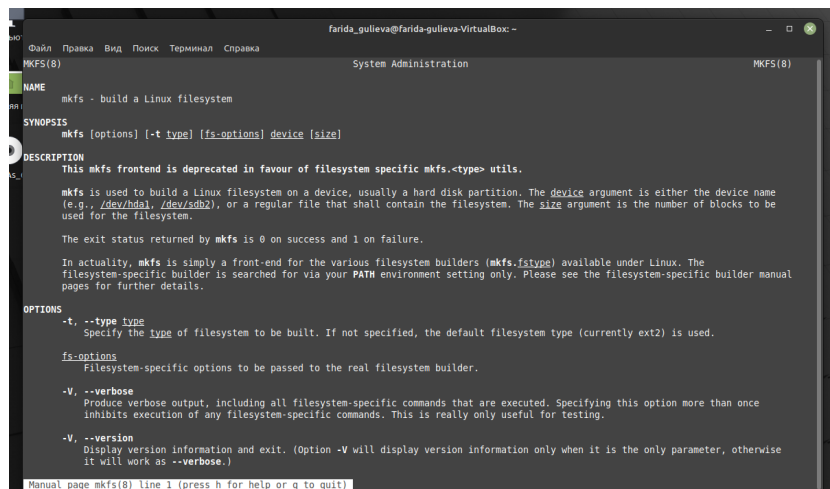 farida_gulieva@farida-gulieva-VirtualBox: ~
Файл Правка Вид Поиск Терминал Справка
MKFS(8) System Administration MKFS(8)
NAME
mkfs - build a Linux filesystem
SYNOPSIS
mkfs [options] [-t type] [fs-options] device [size]
DESCRIPTION
This mkfs frontend is deprecated in favour of filesystem specific mkfs.<type> utils.
mkfs is used to build a Linux filesystem on a device, usually a hard disk partition. The device argument is either the device name
(e.g., /dev/hda1, /dev/sdb2), or a regular file that shall contain the filesystem. The size argument is the number of blocks to be
used for the filesystem.
The exit status returned by mkfs is 0 on success and 1 on failure.
In actuality, mkfs is simply a front-end for the various filesystem builders (mkfs.fstype) available under Linux. The
filesystem-specific builder is searched for via your PATH environment setting only. Please see the filesystem-specific builder manual
pages for further details.
OPTIONS
-t, --type type
Specify the type of filesystem to be built. If not specified, the default filesystem type (currently ext2) is used.
fs-options
Filesystem-specific options to be passed to the real filesystem builder.
-V, --verbose
Produce verbose output, including all filesystem-specific commands that are executed. Specifying this option more than once
inhibits execution of any filesystem-specific commands. This is really only useful for testing.
-V, --version
Display version information and exit. (Option -V will display version information only when it is the only parameter, otherwise
it will work as --verbose.)
Manual page mkfs(8) line 1 (press h for help or q to quit)